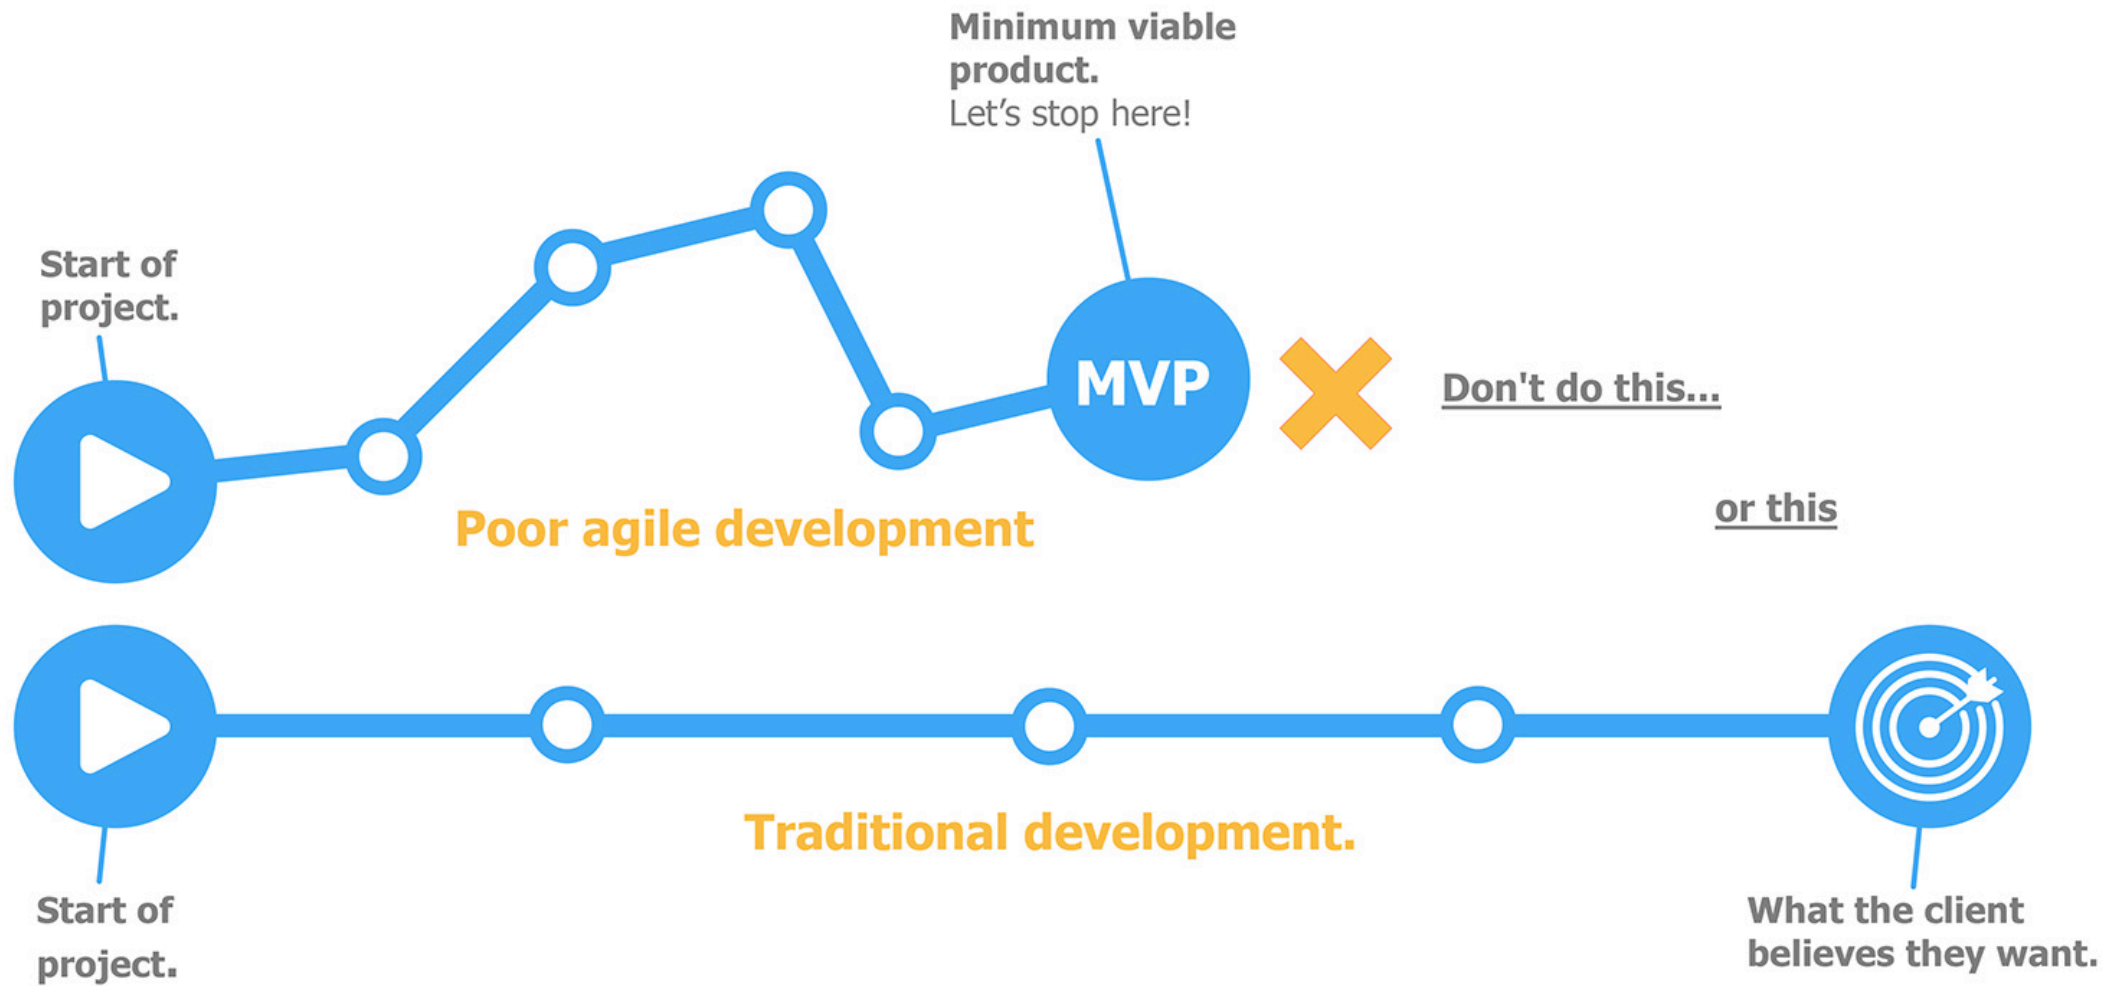 Minimum viable
product.
Let's stop here!
Start of
project.
MVP
Don't do this...
or this
Poor agile development
Traditional development.
Start of
project.
What the client
believes they want.